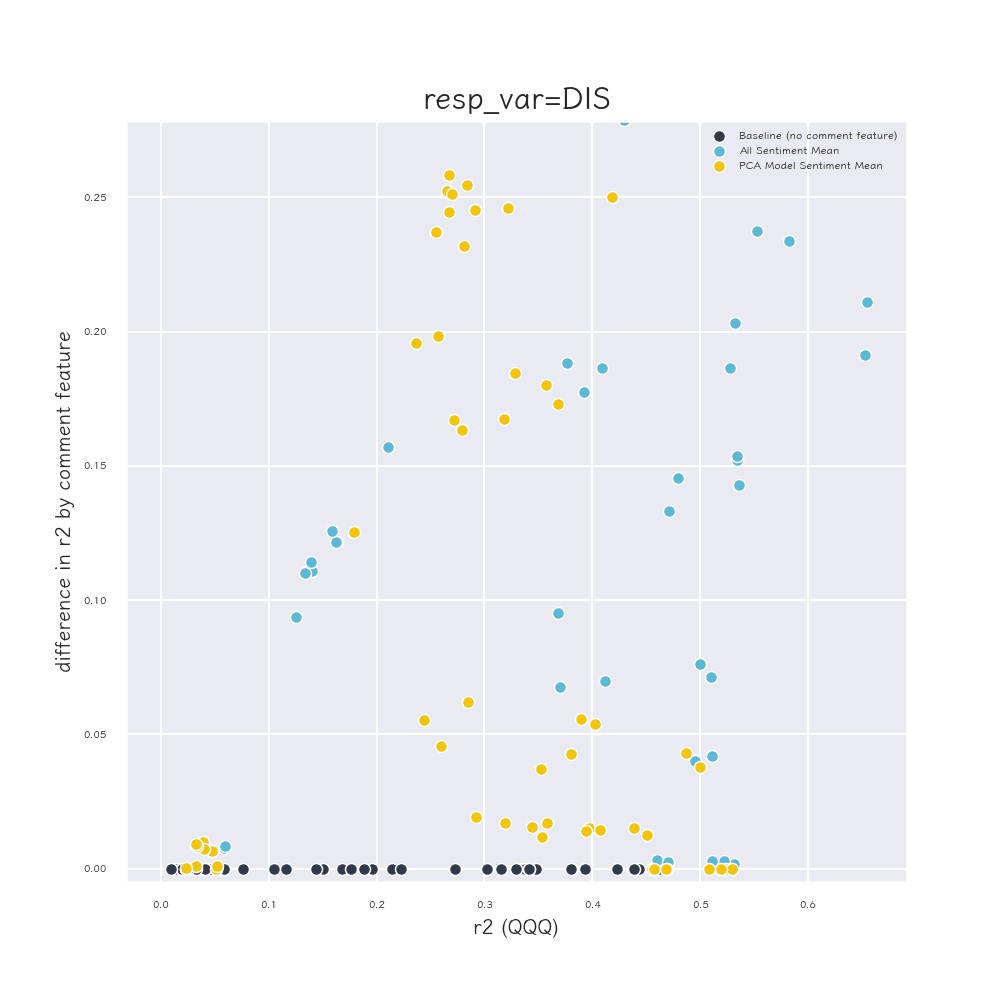 resp_var=DIS
Baseline (no comment feature)
All Sentiment Mean
PCA Model Sentiment Mean
difference in r2 by comment feature
0.25
0.20
0.15
0.10
0.05
0.00
0.0 0.1 0.2 0.3 0.4 0.5 0.6
r2 (QQQ)